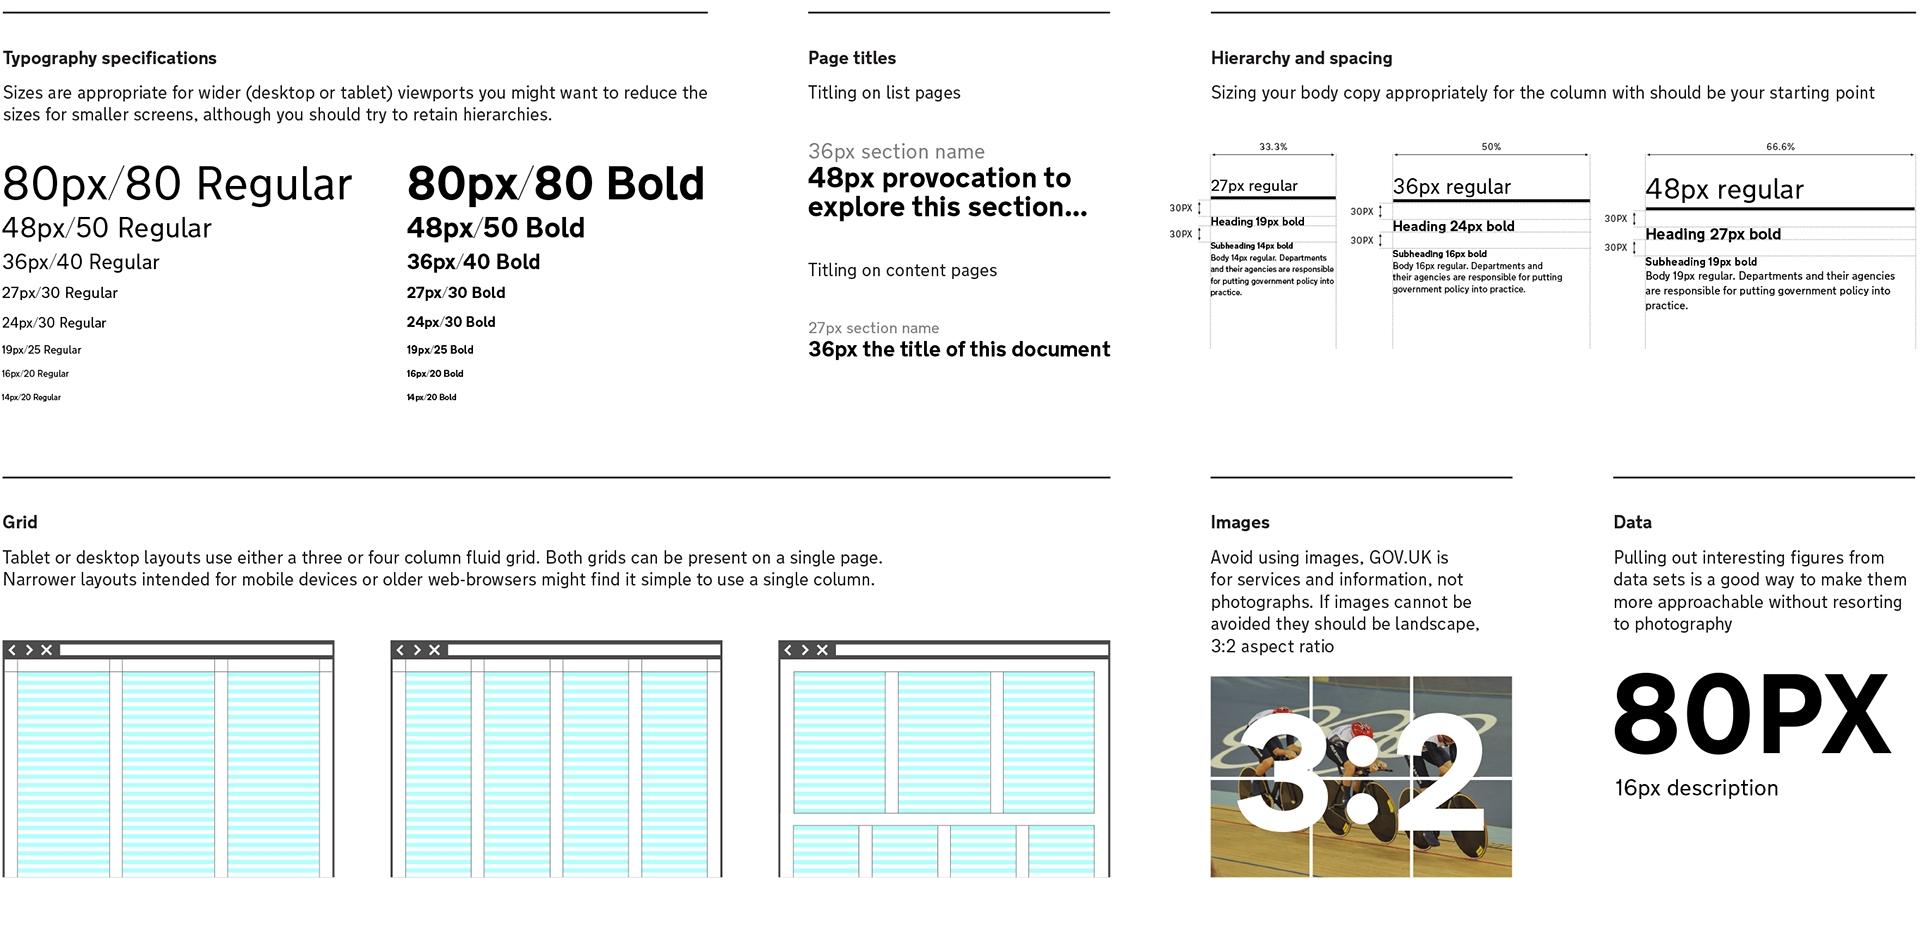 Typography specifications
Sizes are appropriate for wider (desktop or tablet) viewports you might want to reduce the
sizes for smaller screens, although you should try to retain hierarchies.
80px/80 Regular
48px/50 Regular
36px/40 Regular
27px/30 Regular
24px/30 Regular
19px/25 Regular
16px/20 Regular
14px/20 Regular
80px/80 Bold
48px/50 Bold
36px/40 Bold
27px/30 Bold
24px/30 Bold
19px/25 Bold
16px/20 Bold
14px/20 Bold
Page titles
Titling on list pages
36px section name
48px provocation to
explore this section...
Titling on content pages
27px section name
36px the title of this document
Hierarchy and spacing
Sizing your body copy appropriately for the column with should be your starting point
33.3%
27px regular
30PX
Heading 19px bold
30PX
Subheading 14px bold
Body 14px regular. Departments
and their agencies are responsible
for putting government policy into
practice.
50%
36px regular
30PX
Heading 24px bold
30PX
Subheading 16px bold
Body 16px regular. Departments and
their agencies are responsible for putting
government policy into practice.
66.6%
48px regular
30PX
Heading 27px bold
30PX
Subheading 19px bold
Body 19px regular. Departments and their agencies
are responsible for putting government policy into
practice.
Grid
Tablet or desktop layouts use either a three or four column fluid grid. Both grids can be present on a single page.
Narrower layouts intended for mobile devices or older web-browsers might find it simple to use a single column.
Images
Avoid using images, GOV.UK is
for services and information, not
photographs. If images cannot be
avoided they should be landscape,
3:2 aspect ratio
3:2
Data
Pulling out interesting figures from
data sets is a good way to make them
more approachable without resorting
to photography
80PX
16px description